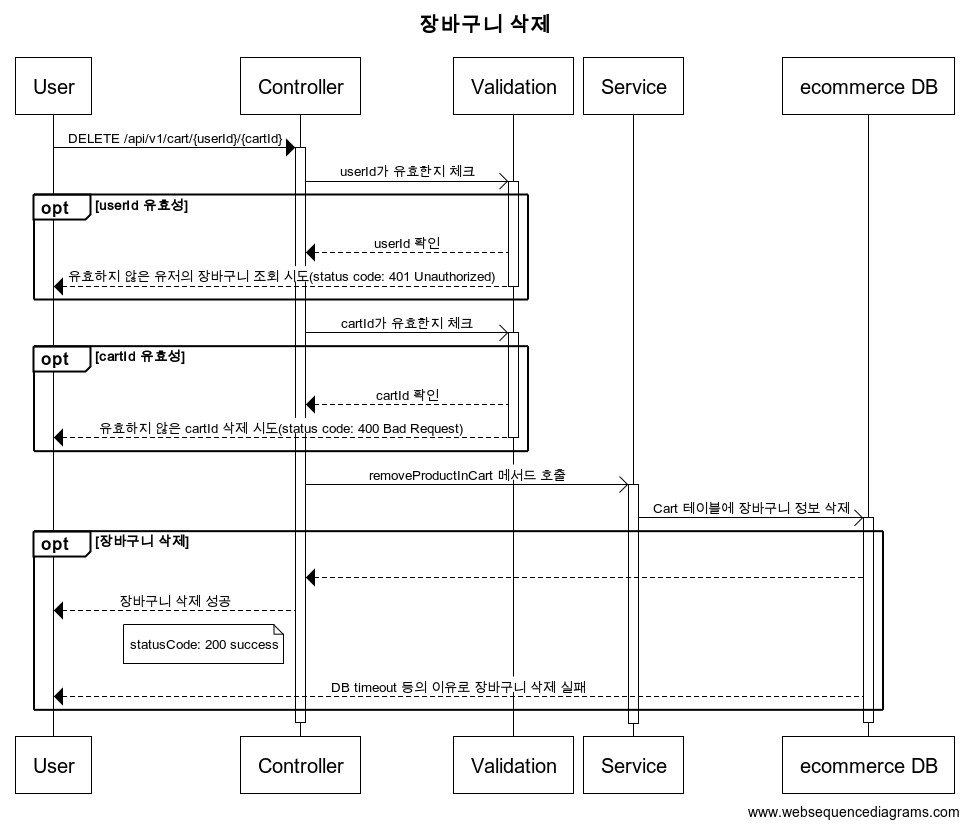 장바구니 삭제
User
Controller
Validation
Service
ecommerce DB
DELETE /api/v1/cart/{userId}/{cartId}
userId가 유효한지 체크
opt
[userId 유효성]
userId 확인
유효하지 않은 유저의 장바구니 조회 시도(status code: 401 Unauthorized)
cartId가 유효한지 체크
opt
[cartId 유효성]
cartId 확인
유효하지 않은 cartId 삭제 시도(status code: 400 Bad Request)
removeProductInCart 메서드 호출
Cart 테이블에 장바구니 정보 삭제
opt
[장바구니 삭제]
장바구니 삭제 성공
statusCode: 200 success
DB timeout 등의 이유로 장바구니 삭제 실패
User
Controller
Validation
Service
ecommerce DB
www.websequencediagrams.com